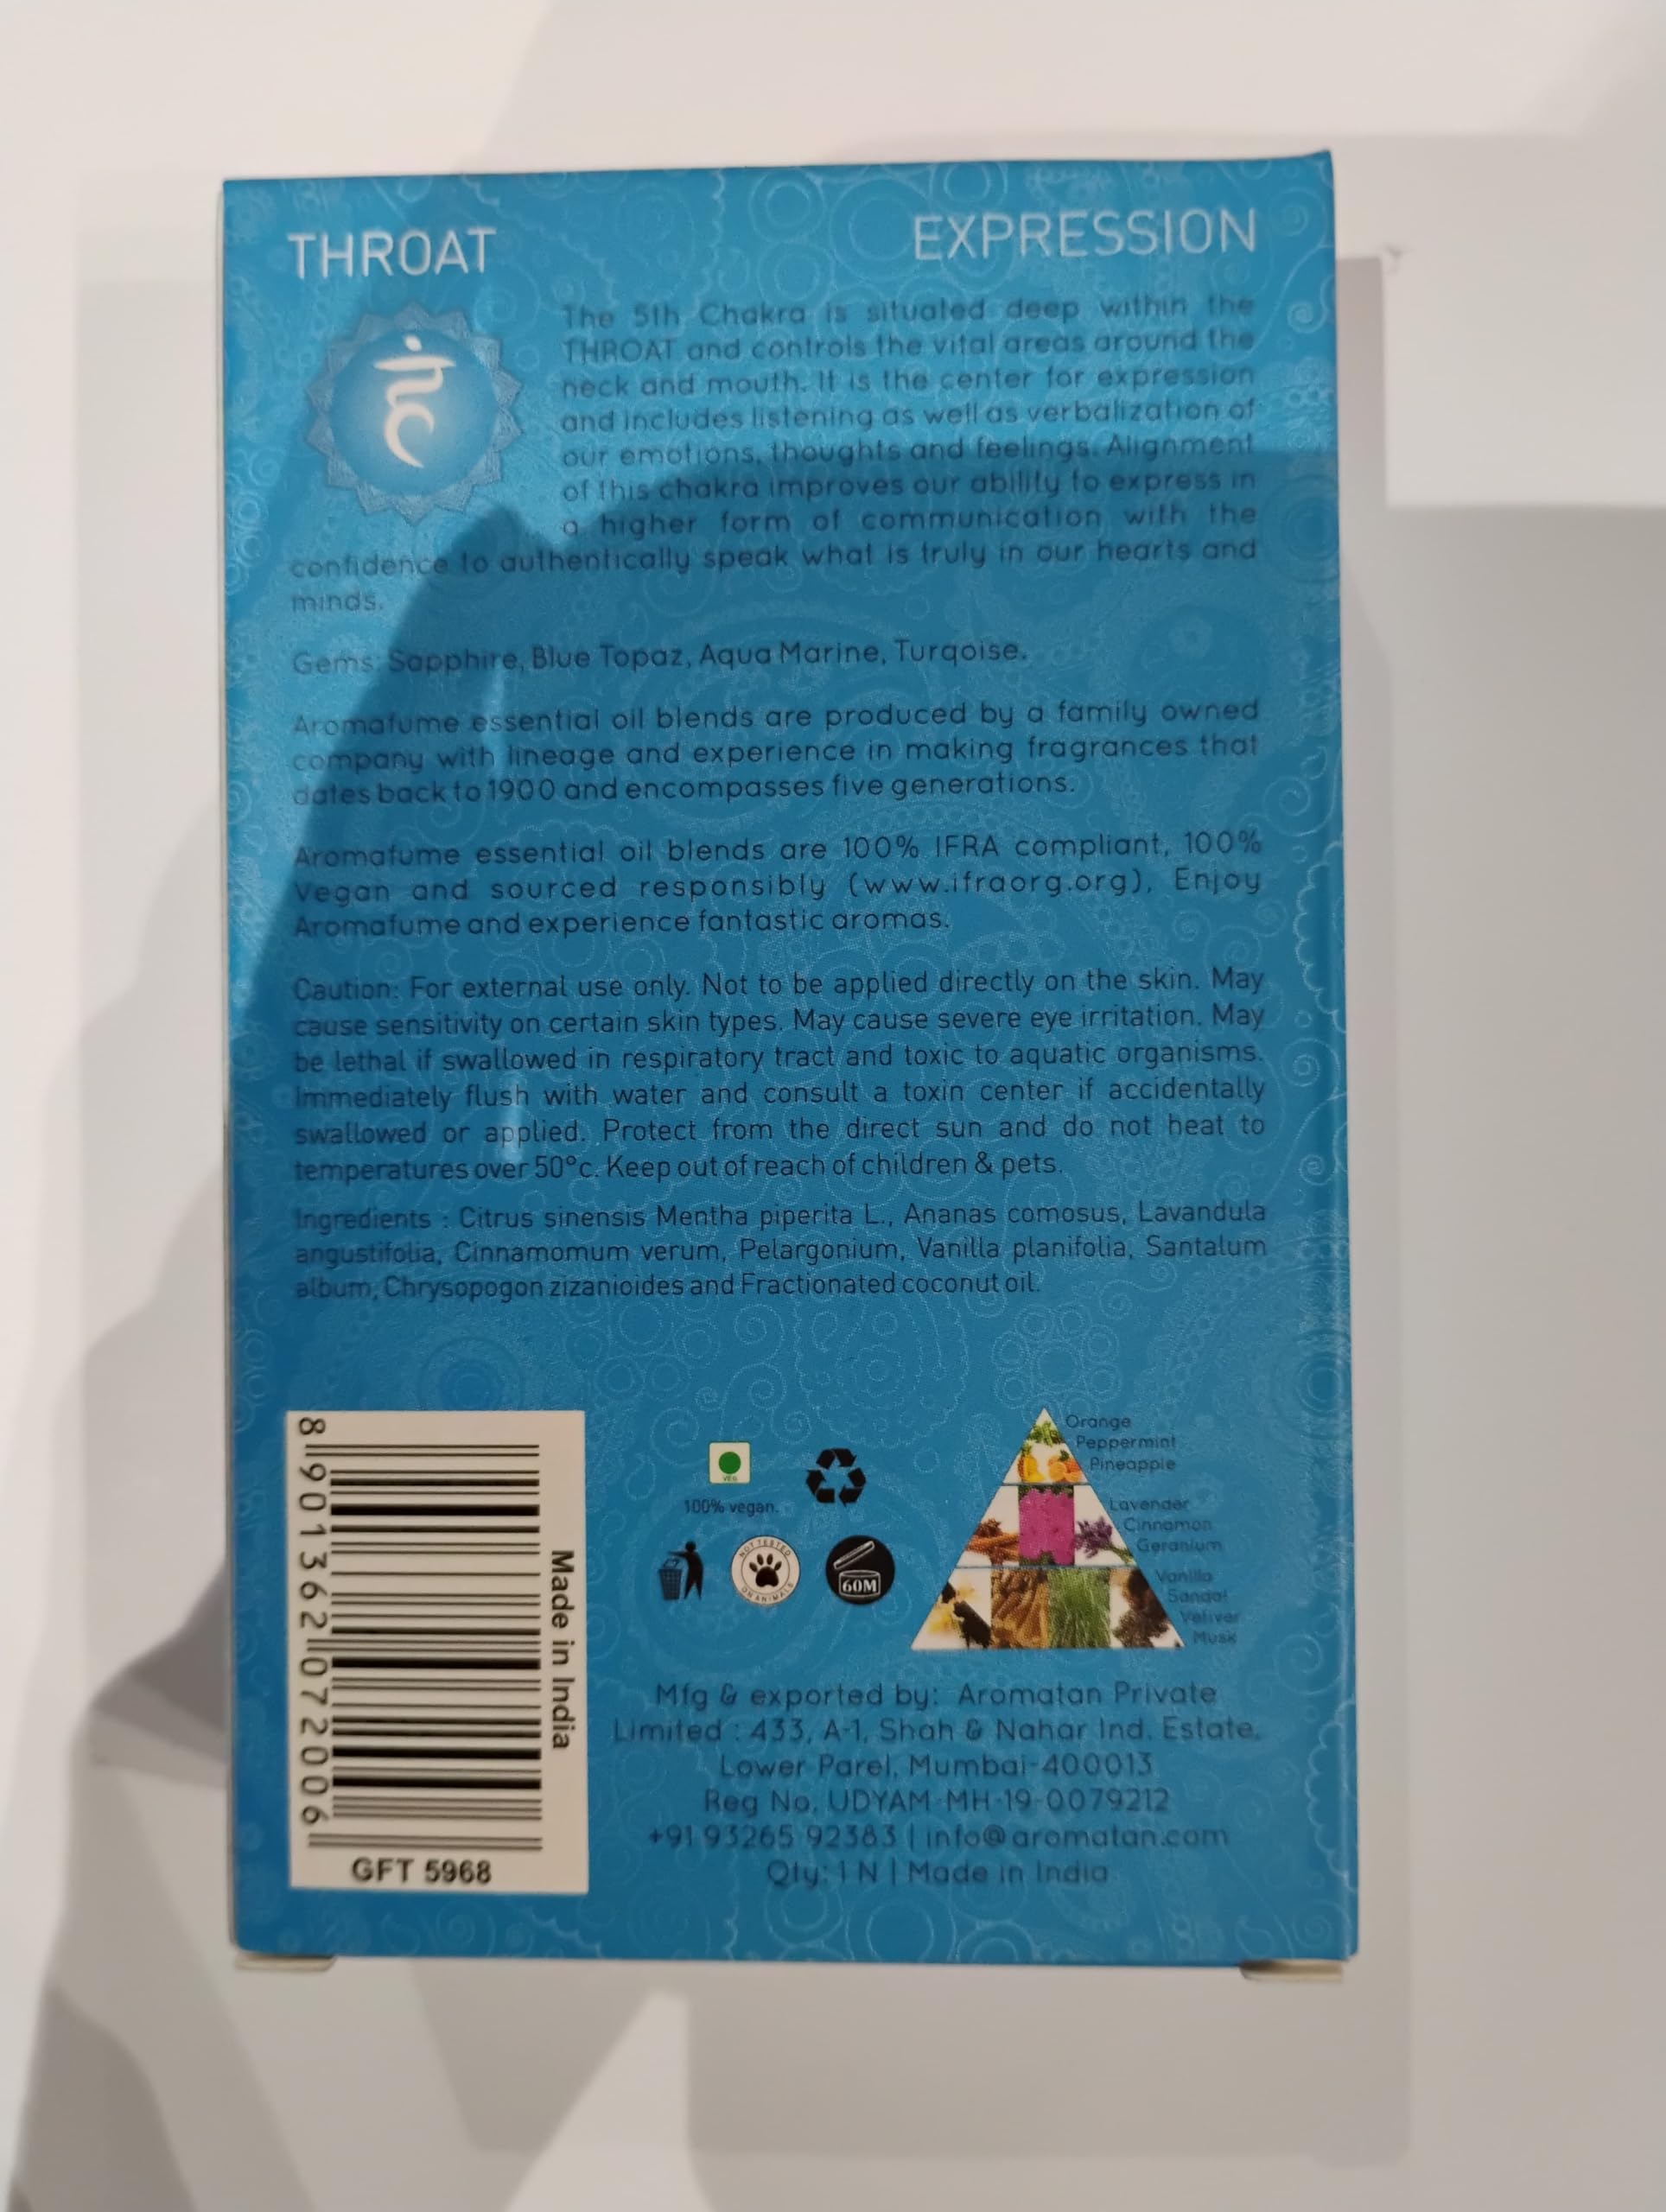 THROAT
EXPRESSION
हं
The 5th Chakra is situated deep within the
THROAT and controls the vital areas around the
neck and mouth. It is the center for expression
and includes listening as well as verbalization of
our emotions, thoughts and feelings. Alignment
of this chakra improves our ability to express in
a higher form of communication with the
confidence to authentically speak what is truly in our hearts and
minds.
Gems: Sapphire, Blue Topaz, Aqua Marine, Turqoise.
Aromafume essential oil blends are produced by a family owned
company with lineage and experience in making fragrances that
dates back to 1900 and encompasses five generations.
Aromafume essential oil blends are 100% IFRA compliant, 100%
Vegan and sourced responsibly (www.ifraorg.org), Enjoy
Aromafume and experience fantastic aromas.
Caution: For external use only. Not to be applied directly on the skin. May
cause sensitivity on certain skin types. May cause severe eye irritation. May
be lethal if swallowed in respiratory tract and toxic to aquatic organisms.
Immediately flush with water and consult a toxin center if accidentally
swallowed or applied. Protect from the direct sun and do not heat to
temperatures over 50°c. Keep out of reach of children & pets.
Ingredients : Citrus sinensis Mentha piperita L., Ananas comosus, Lavandula
angustifolia, Cinnamomum verum, Pelargonium, Vanilla planifolia, Santalum
album, Chrysopogon zizanioides and Fractionated coconut oil.
8 901362 072006
Made in India
GFT 5968
VEG
100% vegan.
NOT TESTED
ON ANIMALS
60M
Orange
Peppermint
Pineapple
Lavender
Cinnamon
Geranium
Vanilla
Sandal
Vetiver
Musk
Mfg & exported by: Aromatan Private
Limited : 433, A-1, Shah & Nahar Ind. Estate,
Lower Parel, Mumbai-400013
Reg No. UDYAM-MH-19-0079212
+91 93265 92383 | info@aromatan.com
Qty: 1 N | Made in India